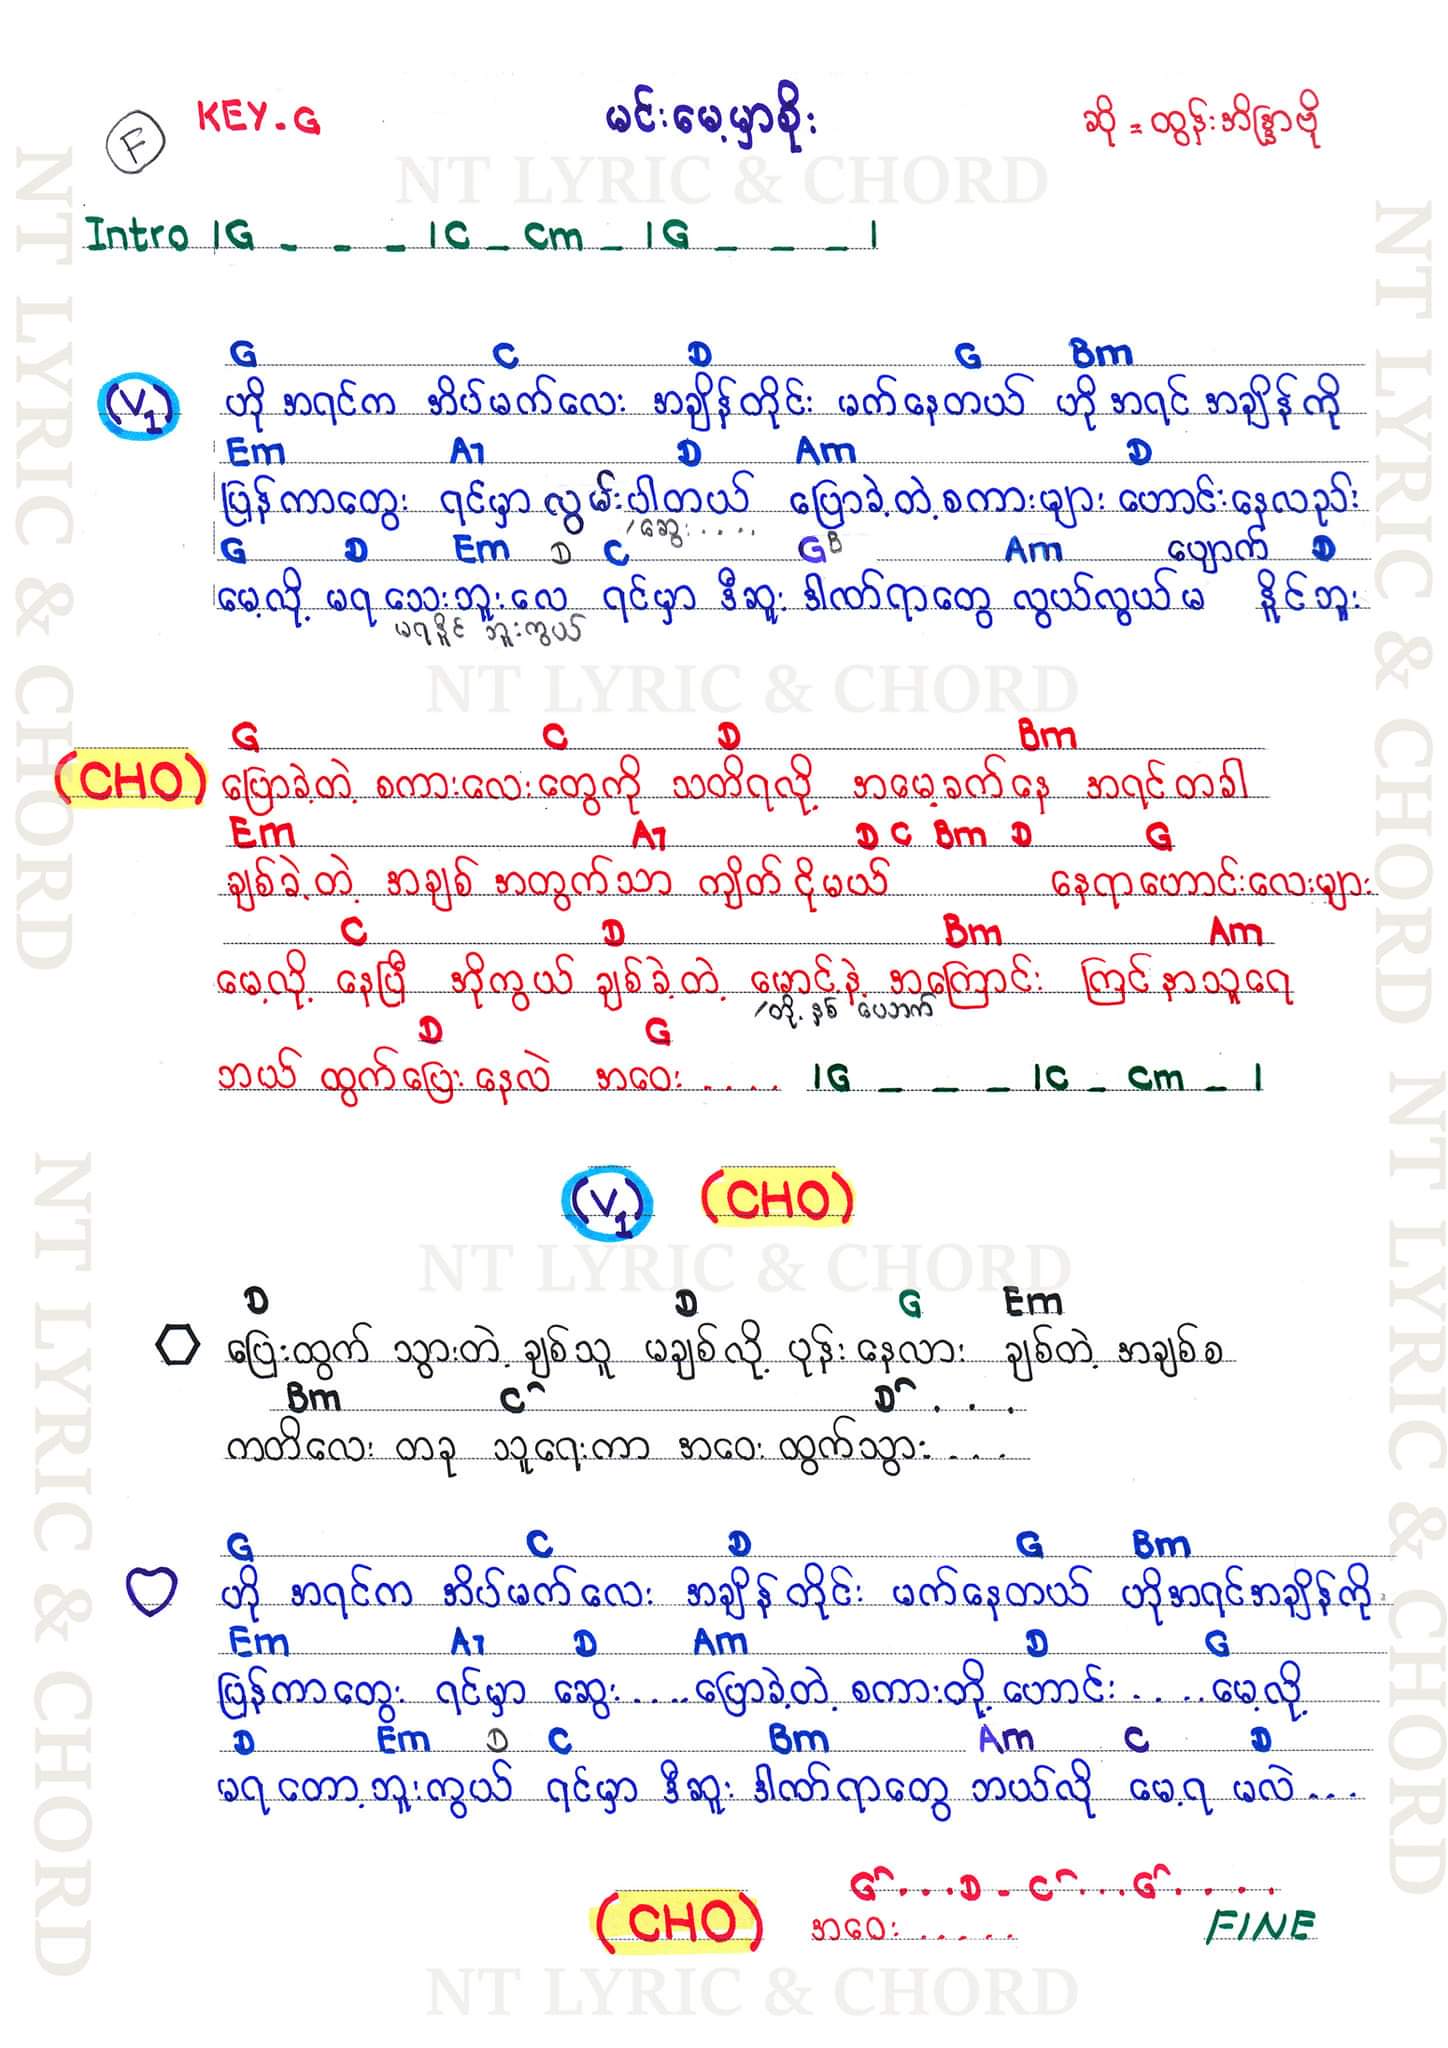 F KEY-G မင်းမေ့မှာစိုး ဆို = ထွန်းအိန္ဒြာဗို
NT LYRIC & CHORD
Intro |G _ _ _ |C _ Cm _ |G _ _ _ |
G C D G Bm
(V1) ဟို အရင်က အိပ်မက်လေး အချိန်တိုင်း မက်နေတယ် ဟို အရင် အချိန်ကို
Em A7 D Am D
ပြန်ကာတွေး ရင်မှာ လွမ်းပါတယ် ပြောခဲ့တဲ့စကားများ ဟောင်းနေလည်း
/ဆွေး.....
G D Em D C G B Am ပျောက် D
မေ့လို့ မရ သေးဘူးလေ ရင်မှာ ဒီဆူး ဒါဏ်ရာတွေ လွယ်လွယ်မ နိူင်ဘူး
မရနိူင် ဘူးကွယ်
NT LYRIC & CHORD
G C D Bm
(CHO) ပြောခဲ့တဲ့ စကားလေးတွေကို သတိရလို့ အမေ့ခက်နေ အရင်တခါ
Em A7 D C Bm D G
ချစ်ခဲ့တဲ့ အချစ် အတွက်သာ ကျိတ်ငိုမယ် နေရာဟောင်းလေးများ
C D Bm Am
မေ့လို့ နေပြီ အိုကွယ် ချစ်ခဲ့တဲ့ မောင့်နဲ့ အကြောင်း ကြင်နာသူရေ
/တို့နှစ်ယောက်
D G
ဘယ် ထွက်ပြေးနေလဲ အဝေး..... |G _ _ _ |C _ Cm _ |
(V1) (CHO)
NT LYRIC & CHORD
D D G Em
ပြေးထွက် သွားတဲ့ ချစ်သူ မချစ်လို့ ပုန်းနေလား ချစ်တဲ့ အချစ်စ
Bm C^ D^ . . .
ကတိလေး တခု သူရေးကာ အဝေး ထွက်သွား....
G C D G Bm
ဟို အရင်က အိပ်မက်လေး အချိန်တိုင်း မက်နေတယ် ဟိုအရင်အချိန်ကို
Em A7 D Am D G
ပြန်ကာတွေး ရင်မှာ ဆွေး.....ပြောခဲ့တဲ့ စကားတို့ ဟောင်း.....မေ့လို့
D Em D C Bm Am C D
မရ တော့ဘူးကွယ် ရင်မှာ ဒီဆူး ဒါဏ်ရာတွေ ဘယ်လို မေ့ရ မလဲ...
G^...D-C^...G^.....
(CHO) အဝေး..... FINE
NT LYRIC & CHORD
NT LYRIC & CHORD
NT LYRIC & CHORD
NT LYRIC & CHORD
NT LYRIC & CHORD